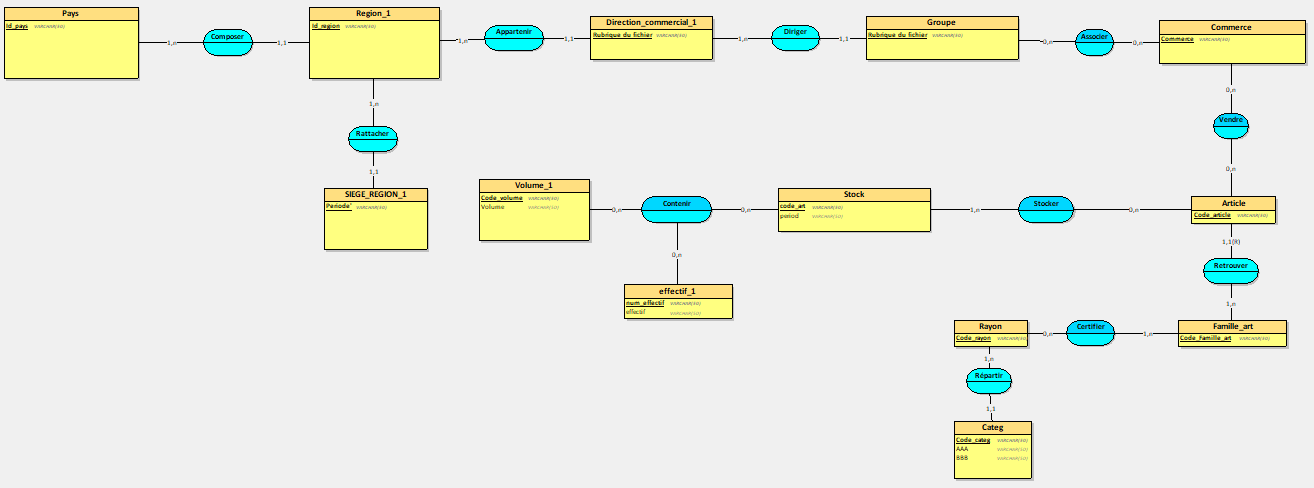 Pays
Id_pays VARCHAR(50)
1,n
Composer
1,1
Region_1
Id_region VARCHAR(50)
1,n
Appartenir
1,1
Direction_commercial_1
Rubrique du fichier VARCHAR(50)
1,n
Diriger
1,1
Groupe
Rubrique du fichier VARCHAR(50)
0,n
Associer
0,n
Commerce
Commerce VARCHAR(50)
1,n
Rattacher
1,1
SIEGE_REGION_1
Periode' VARCHAR(50)
0,n
Vendre
0,n
Volume_1
Code_volume VARCHAR(50)
Volume VARCHAR(50)
0,n
Contenir
0,n
Stock
code_art VARCHAR(50)
period VARCHAR(50)
1,n
Stocker
0,n
Article
Code_article VARCHAR(50)
0,n
effectif_1
num_effectif VARCHAR(50)
effectif VARCHAR(50)
1,1(R)
Retrouver
1,n
Rayon
Code_rayon VARCHAR(50)
0,n
Certifier
1,n
Famille_art
Code_Famille_art VARCHAR(50)
1,n
Répartir
1,1
Categ
Code_categ VARCHAR(50)
AAA VARCHAR(50)
BBB VARCHAR(50)